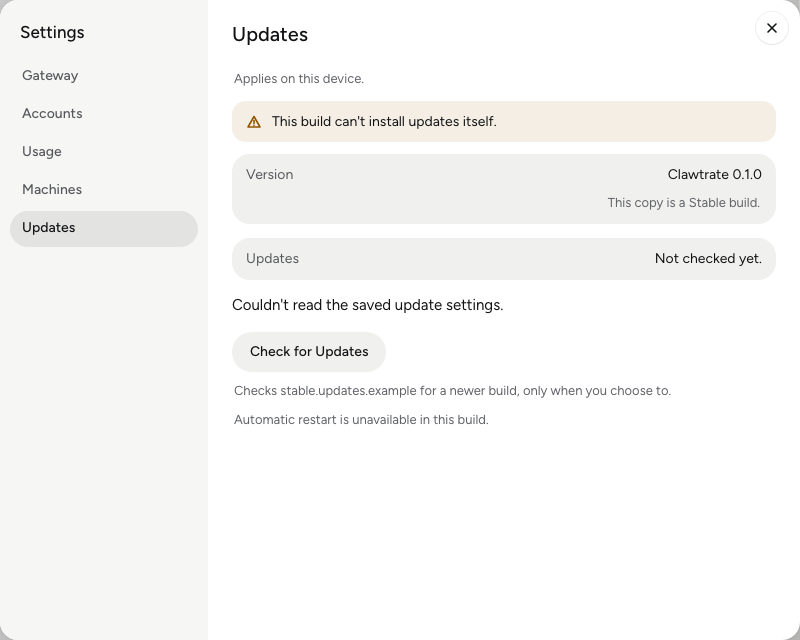 Settings
Gateway
Accounts
Usage
Machines
Updates
Updates
Applies on this device.
This build can't install updates itself.
Version
Clawtrate 0.1.0
This copy is a Stable build.
Updates
Not checked yet.
Couldn't read the saved update settings.
Check for Updates
Checks stable.updates.example for a newer build, only when you choose to.
Automatic restart is unavailable in this build.